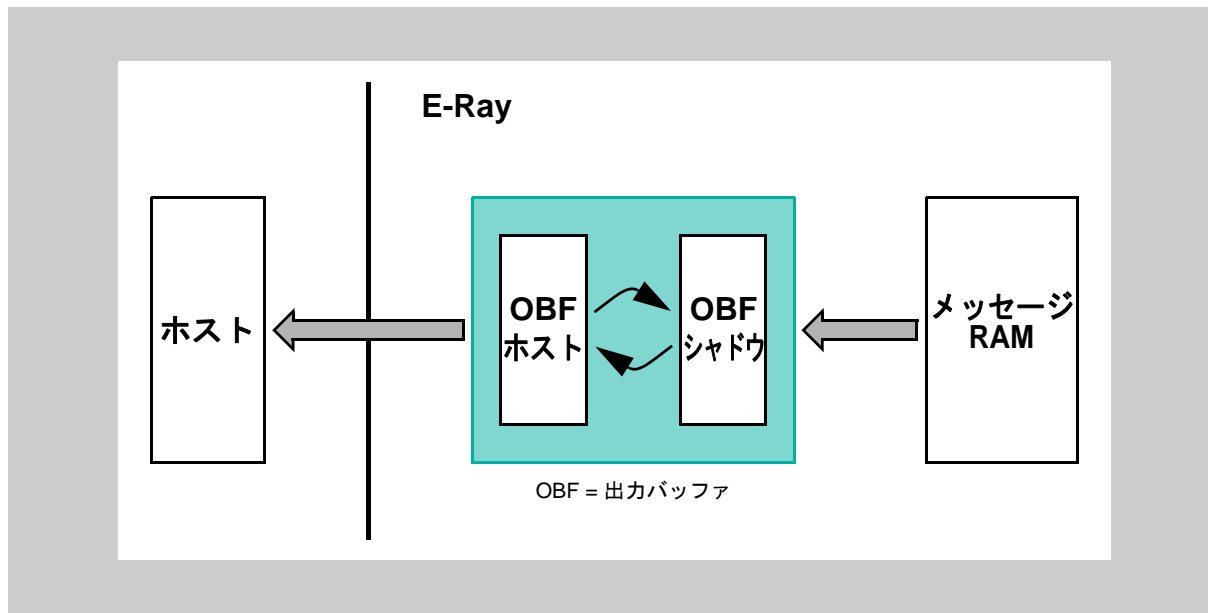 E-Ray
ホスト
OBF
ホスト
OBF
シャドウ
メッセージ
RAM
OBF = 出力バッファ